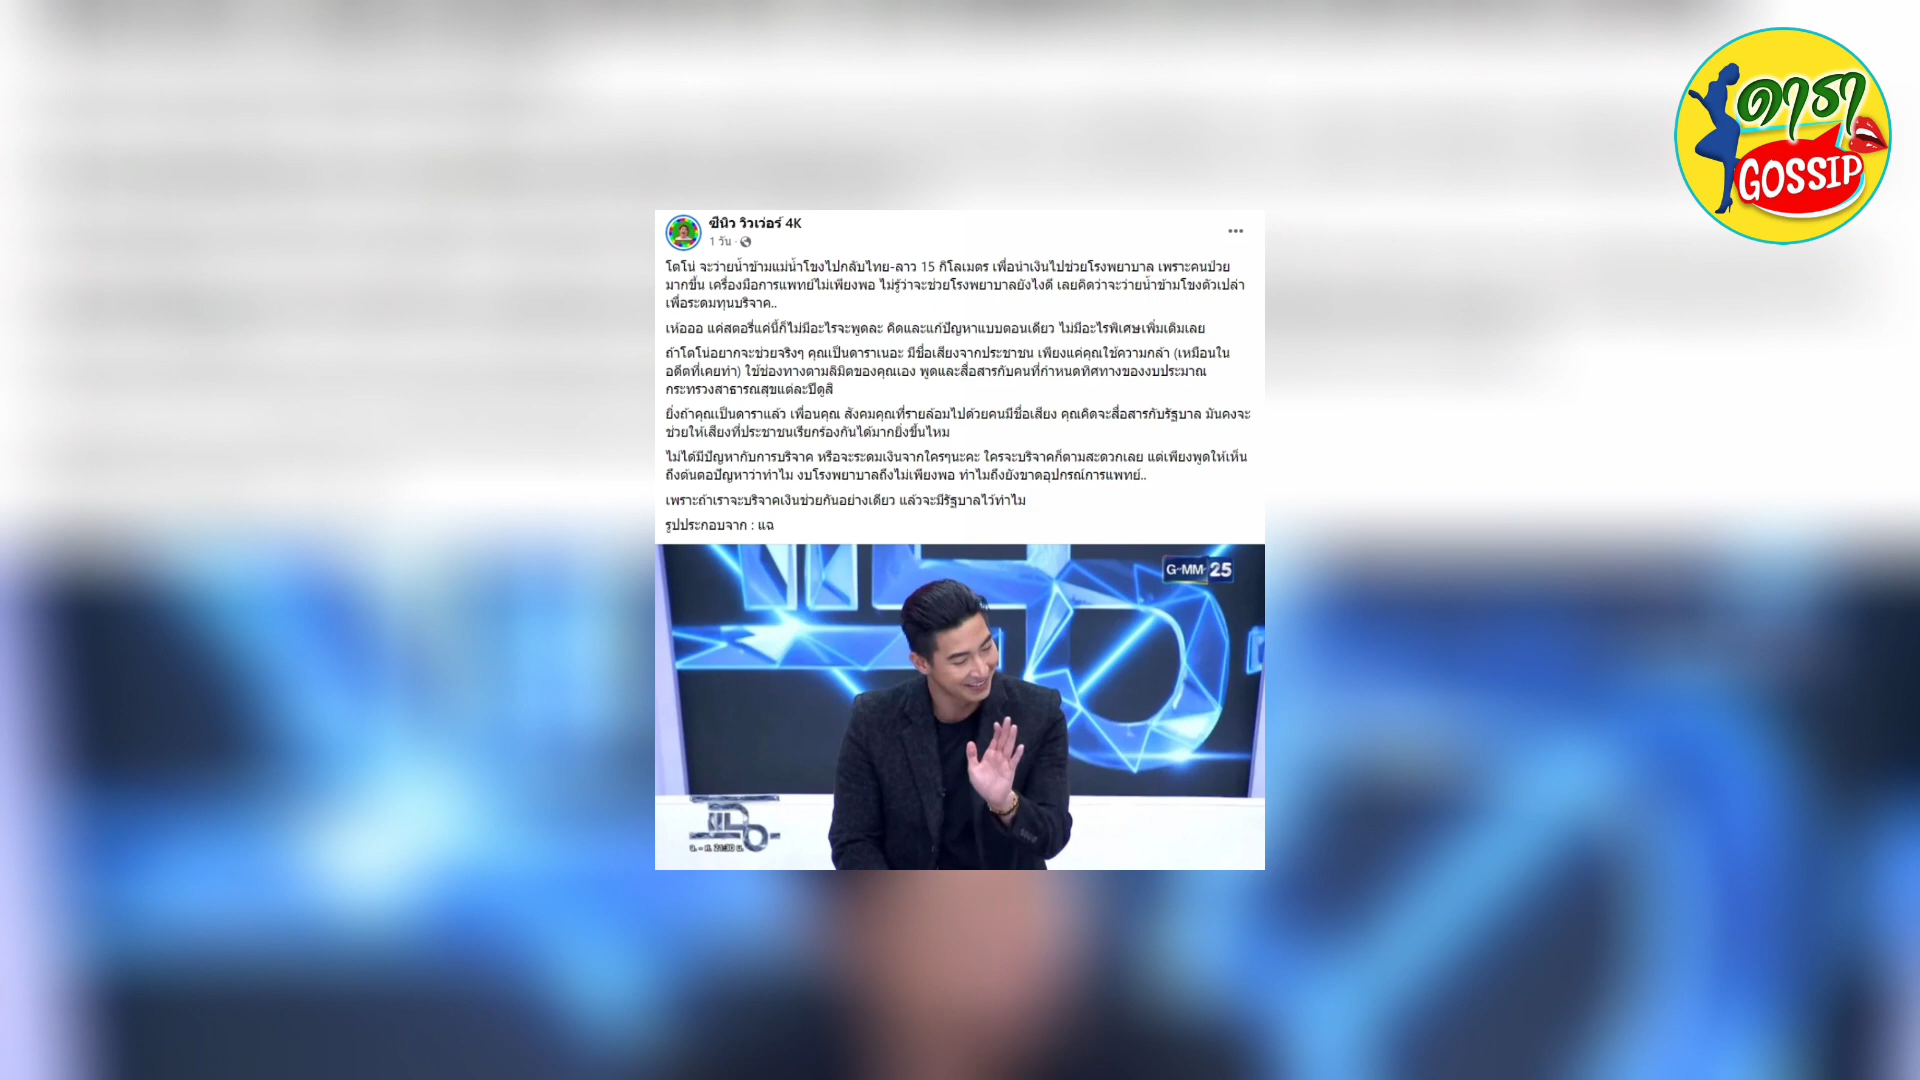 ดารา
GOSSIP
ซีนิว วิวเว่อร์ 4K
1 วัน ·
โตโน่ จะว่ายน้ำข้ามแม่น้ำโขงไปกลับไทย-ลาว 15 กิโลเมตร เพื่อนำเงินไปช่วยโรงพยาบาล เพราะคนป่วย
มากขึ้น เครื่องมือการแพทย์ไม่เพียงพอ ไม่รู้ว่าจะช่วยโรงพยาบาลยังไงดี เลยคิดว่าจะว่ายน้ำข้ามโขงตัวเปล่า
เพื่อระดมทุนบริจาค..
เห้อออ แค่สตอรี่แค่นี้ก็ไม่มีอะไรจะพูดละ คิดและแก้ปัญหาแบบตอนเดียว ไม่มีอะไรพิเศษเพิ่มเติมเลย
ถ้าโตโน่อยากจะช่วยจริงๆ คุณเป็นดาราเนอะ มีชื่อเสียงจากประชาชน เพียงแค่คุณใช้ความกล้า (เหมือนใน
อดีตที่เคยทำ) ใช้ช่องทางตามลิมิตของคุณเอง พูดและสื่อสารกับคนที่กำหนดทิศทางของงบประมาณ
กระทรวงสาธารณสุขแต่ละปีดูสิ
ยิ่งถ้าคุณเป็นดาราแล้ว เพื่อนคุณ สังคมคุณที่รายล้อมไปด้วยคนมีชื่อเสียง คุณคิดจะสื่อสารกับรัฐบาล มันคงจะ
ช่วยให้เสียงที่ประชาชนเรียกร้องกันได้มากยิ่งขึ้นไหม
ไม่ได้มีปัญหากับการบริจาค หรือจะระดมเงินจากใครๆนะคะ ใครจะบริจาคก็ตามสะดวกเลย แต่เพียงพูดให้เห็น
ถึงต้นตอปัญหาว่าทำไม งบโรงพยาบาลถึงไม่เพียงพอ ทำไมถึงยังขาดอุปกรณ์การแพทย์..
เพราะถ้าเราจะบริจาคเงินช่วยกันอย่างเดียว แล้วจะมีรัฐบาลไว้ทำไม
รูปประกอบจาก : แฉ
GMM 25
แฉ
จ. - ศ. 21:30 น.